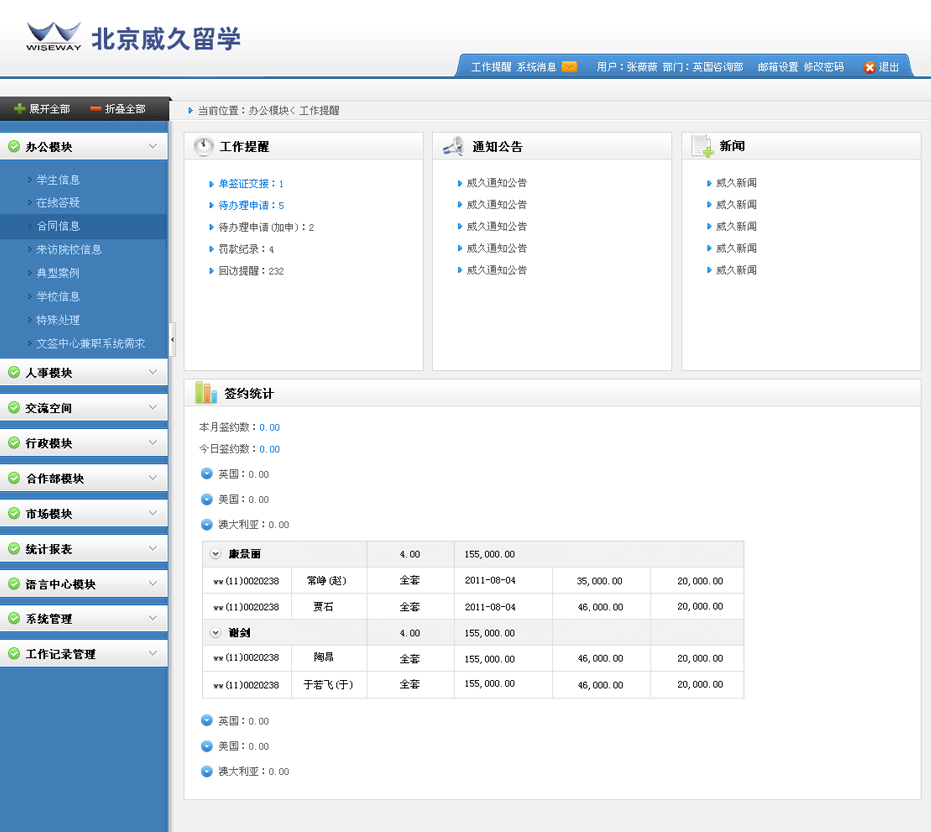 WISEWAY 北京威久留学
工作提醒 系统消息 用户：张薇薇 部门：英国咨询部 邮箱设置 修改密码 退出
展开全部 折叠全部
当前位置：办公模块< 工作提醒
办公模块
学生信息
在线答疑
合同信息
来访院校信息
典型案例
学校信息
特殊处理
文签中心兼职系统需求
人事模块
交流空间
行政模块
合作部模块
市场模块
统计报表
语言中心模块
系统管理
工作记录管理
工作提醒
单签证交接：1
待办理申请：5
待办理申请(加申)：2
罚款纪录：4
回访提醒：232
通知公告
威久通知公告
威久通知公告
威久通知公告
威久通知公告
威久通知公告
新闻
威久新闻
威久新闻
威久新闻
威久新闻
威久新闻
签约统计
本月签约数：0.00
今日签约数：0.00
英国：0.00
美国：0.00
澳大利亚：0.00
康景丽 4.00 155,000.00
ww(11)0020238 常峥(赵) 全套 2011-08-04 35,000.00 20,000.00
ww(11)0020238 贾石 全套 2011-08-04 46,000.00 20,000.00
谢剑 4.00 155,000.00
ww(11)0020238 陶昂 全套 155,000.00 46,000.00 20,000.00
ww(11)0020238 于若飞(于) 全套 155,000.00 46,000.00 20,000.00
英国：0.00
美国：0.00
澳大利亚：0.00